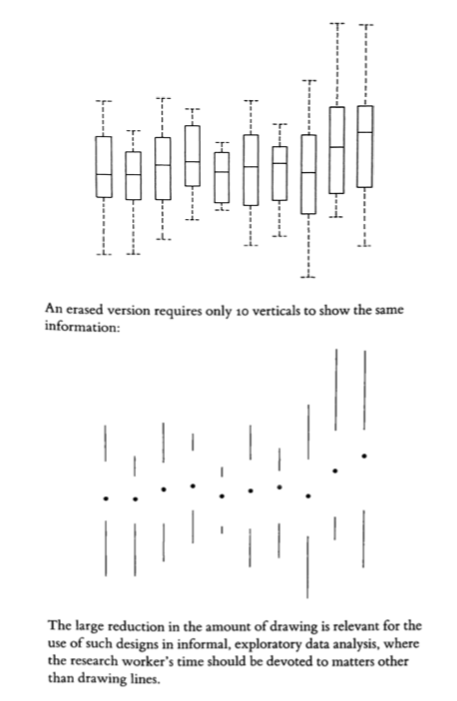 An erased version requires only 10 verticals to show the same
information:
The large reduction in the amount of drawing is relevant for the
use of such designs in informal, exploratory data analysis, where
the research worker's time should be devoted to matters other
than drawing lines.